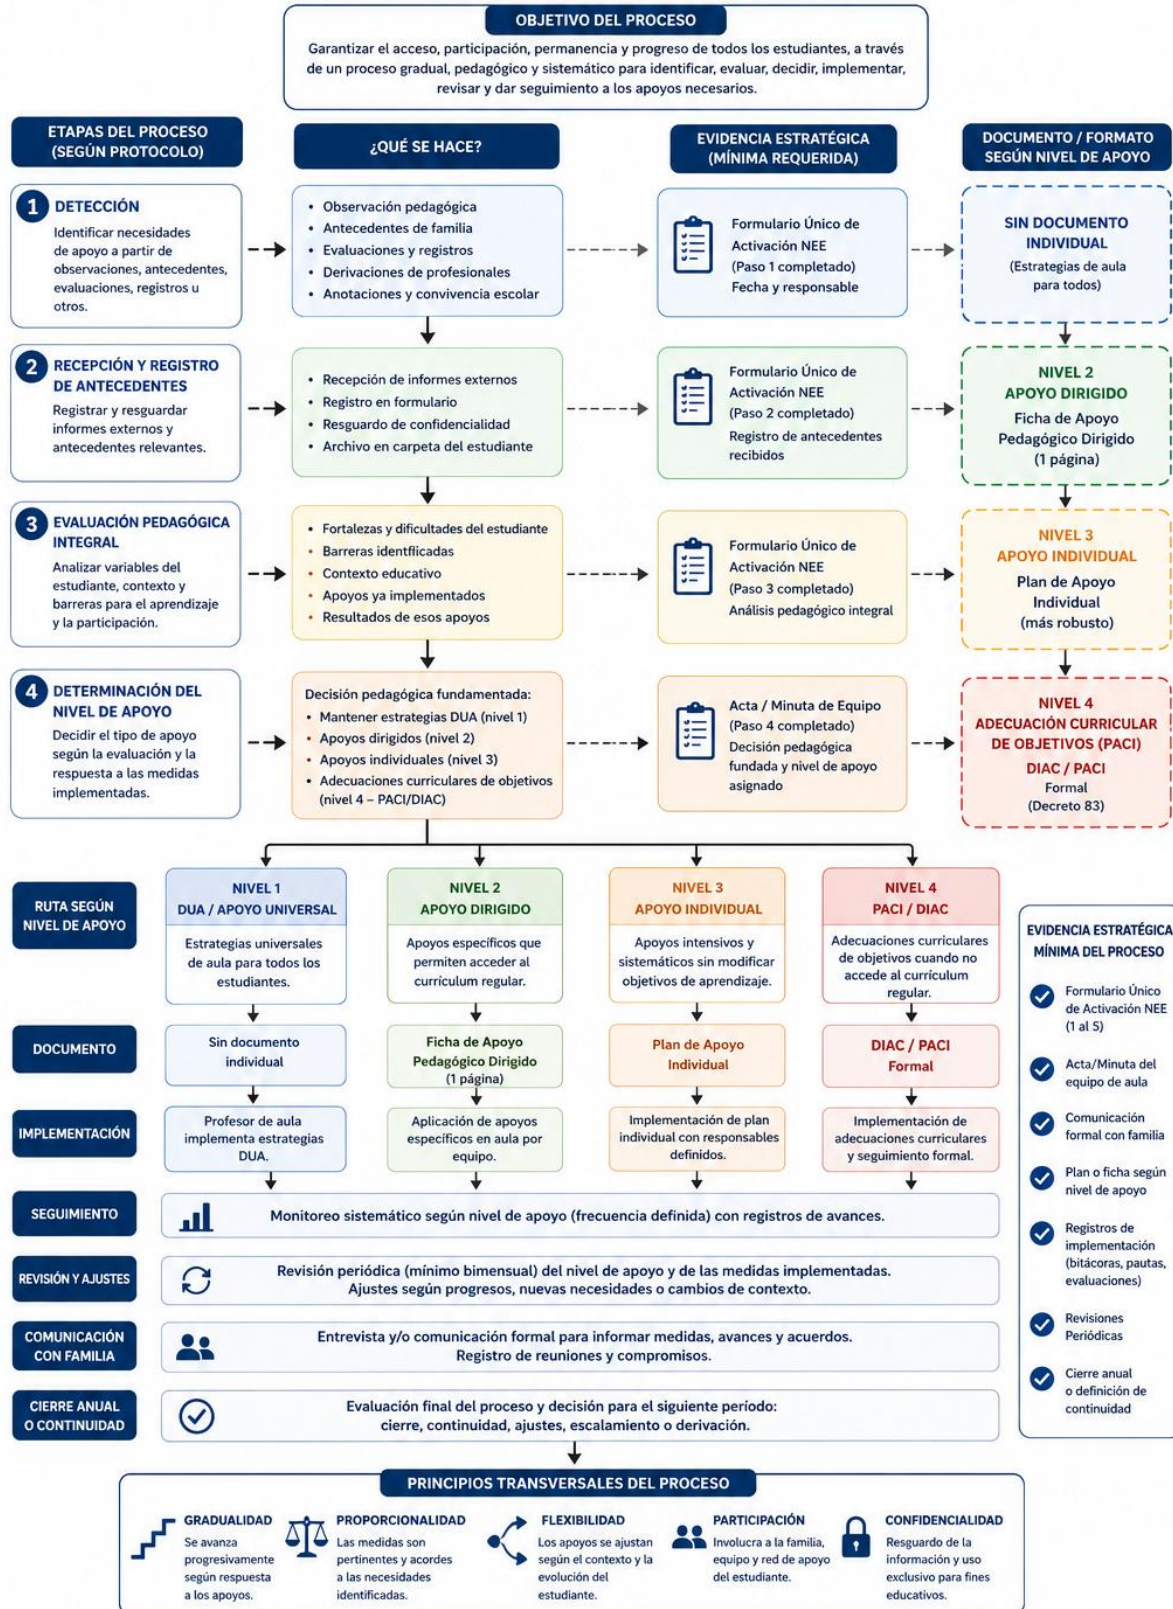 OBJETIVO DEL PROCESO
Garantizar el acceso, participación, permanencia y progreso de todos los estudiantes, a través
de un proceso gradual, pedagógico y sistemático para identificar, evaluar, decidir, implementar,
revisar y dar seguimiento a los apoyos necesarios.
ETAPAS DEL PROCESO
(SEGÚN PROTOCOLO)
¿QUÉ SE HACE?
EVIDENCIA ESTRATÉGICA
(MÍNIMA REQUERIDA)
DOCUMENTO / FORMATO
SEGÚN NIVEL DE APOYO
1 DETECCIÓN
Identificar necesidades
de apoyo a partir de
observaciones, antecedentes,
evaluaciones, registros u
otros.
• Observación pedagógica
• Antecedentes de familia
• Evaluaciones y registros
• Derivaciones de profesionales
• Anotaciones y convivencia escolar
Formulario Único de
Activación NEE
(Paso 1 completado)
Fecha y responsable
SIN DOCUMENTO
INDIVIDUAL
(Estrategias de aula
para todos)
2 RECEPCIÓN Y REGISTRO
DE ANTECEDENTES
Registrar y resguardar
informes externos y
antecedentes relevantes.
• Recepción de informes externos
• Registro en formulario
• Resguardo de confidencialidad
• Archivo en carpeta del estudiante
Formulario Único de
Activación NEE
(Paso 2 completado)
Registro de antecedentes
recibidos
NIVEL 2
APOYO DIRIGIDO
Ficha de Apoyo
Pedagógico Dirigido
(1 página)
3 EVALUACIÓN PEDAGÓGICA
INTEGRAL
Analizar variables del
estudiante, contexto y
barreras para el aprendizaje
y la participación.
• Fortalezas y dificultades del estudiante
• Barreras identfiicadas
• Contexto educativo
• Apoyos ya implementados
• Resultados de esos apoyos
Formulario Único de
Activación NEE
(Paso 3 completado)
Análisis pedagógico integral
NIVEL 3
APOYO INDIVIDUAL
Plan de Apoyo
Individual
(más robusto)
4 DETERMINACIÓN DEL
NIVEL DE APOYO
Decidir el tipo de apoyo
según la evaluación y la
respuesta a las medidas
implementadas.
Decisión pedagógica fundamentada:
• Mantener estrategias DUA (nivel 1)
• Apoyos dirigidos (nivel 2)
• Apoyos individuales (nivel 3)
• Adecuaciones curriculares de objetivos
(nivel 4 – PACI/DIAC)
Acta / Minuta de Equipo
(Paso 4 completado)
Decisión pedagógica
fundada y nivel de apoyo
asignado
NIVEL 4
ADECUACIÓN CURRICULAR
DE OBJETIVOS (PACI)
DIAC / PACI
Formal
(Decreto 83)
RUTA SEGÚN
NIVEL DE APOYO
NIVEL 1
DUA / APOYO UNIVERSAL
Estrategias universales
de aula para todos los
estudiantes.
NIVEL 2
APOYO DIRIGIDO
Apoyos específicos que
permiten acceder al
currículum regular.
NIVEL 3
APOYO INDIVIDUAL
Apoyos intensivos y
sistemáticos sin modificar
objetivos de aprendizaje.
NIVEL 4
PACI / DIAC
Adecuaciones curriculares
de objetivos cuando no
accede al currículum
regular.
DOCUMENTO
Sin documento
individual
Ficha de Apoyo
Pedagógico Dirigido
(1 página)
Plan de Apoyo
Individual
DIAC / PACI
Formal
IMPLEMENTACIÓN
Profesor de aula
implementa estrategias
DUA.
Aplicación de apoyos
específicos en aula por
equipo.
Implementación de plan
individual con responsables
definidos.
Implementación de
adecuaciones curriculares
y seguimiento formal.
SEGUIMIENTO
Monitoreo sistemático según nivel de apoyo (frecuencia definida) con registros de avances.
REVISIÓN Y AJUSTES
Revisión periódica (mínimo bimensual) del nivel de apoyo y de las medidas implementadas.
Ajustes según progresos, nuevas necesidades o cambios de contexto.
COMUNICACIÓN
CON FAMILIA
Entrevista y/o comunicación formal para informar medidas, avances y acuerdos.
Registro de reuniones y compromisos.
CIERRE ANUAL
O CONTINUIDAD
Evaluación final del proceso y decisión para el siguiente período:
cierre, continuidad, ajustes, escalamiento o derivación.
EVIDENCIA ESTRATÉGICA
MÍNIMA DEL PROCESO
Formulario Único
de Activación NEE
(1 al S)
Acta/Minuta del
equipo de aula
Comunicación
formal con familia
Plan o ficha según
nivel de apoyo
Registros de
implementación
(bitácoras, pautas,
evaluaciones)
Revisiones
Periódicas
Cierre anual
o definición de
continuidad
PRINCIPIOS TRANSVERSALES DEL PROCESO
GRADUALIDAD
Se avanza
progresivamente
según respuesta
a los apoyos.
PROPORCIONALIDAD
Las medidas son
pertinentes y acordes
a las necesidades
identificadas.
FLEXIBILIDAD
Los apoyos se ajustan
según el contexto y la
evolución del
estudiante.
PARTICIPACIÓN
Involucra a la familia,
equipo y red de apoyo
del estudiante.
CONFIDENCIALIDAD
Resguardo de la
información y uso
exclusivo para fines
educativos.